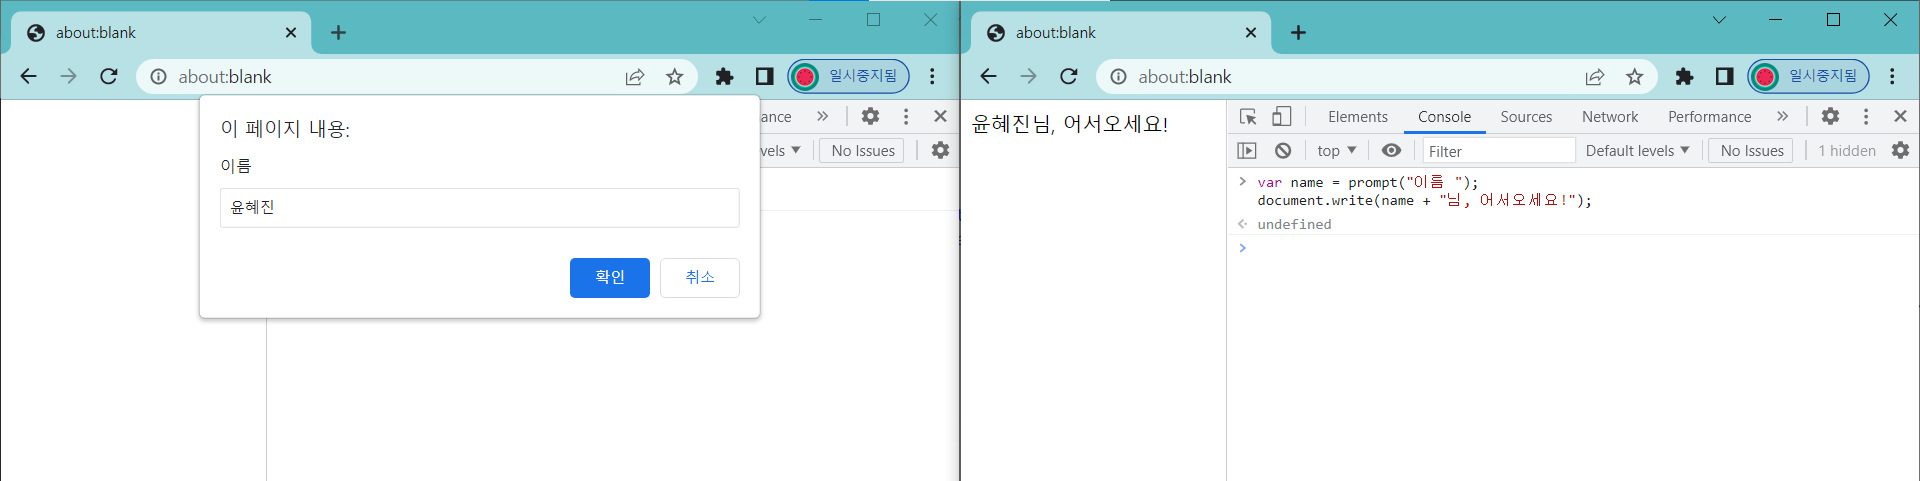 about:blank
about:blank
일시중지됨
이 페이지 내용:
이름
윤혜진
확인
취소
ance
evels
No Issues
about:blank
about:blank
일시중지됨
윤혜진님, 어서오세요!
Elements Console Sources Network Performance
top Filter Default levels No Issues 1 hidden
var name = prompt("이름 ");
document.write(name + "님, 어서오세요!");
undefined